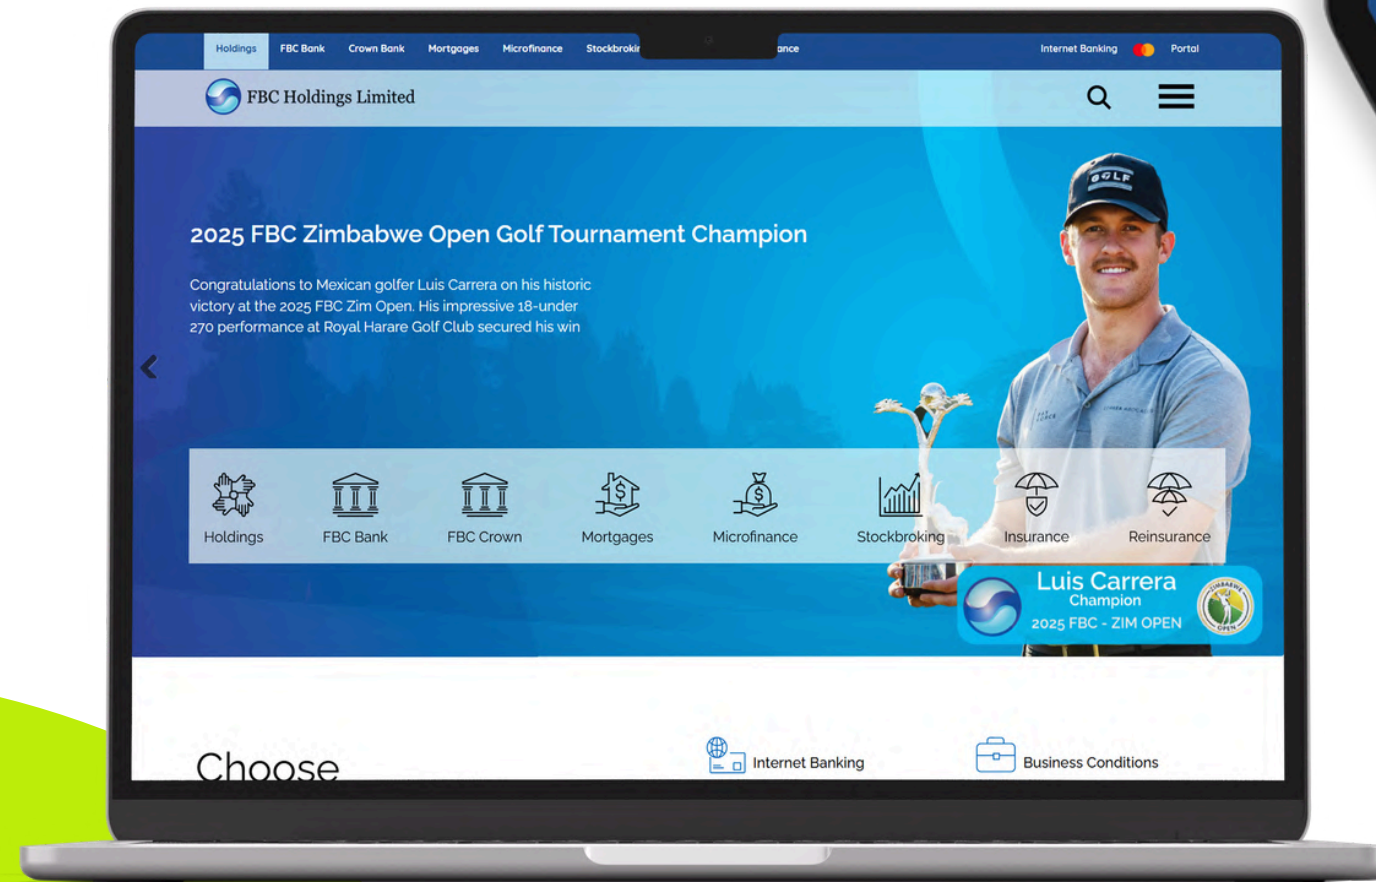 Holdings FBC Bank Crown Bank Mortgages Microfinance
Internet Banking Portal
FBC Holdings Limited
GOLF
2025 FBC Zimbabwe Open Golf Tournament Champion
Congratulations to Mexican golfer Luis Carrera on his historic
victory at the 2025 FBC Zim Open. His impressive 18-under
270 performance at Royal Harare Golf Club secured his win
Holdings FBC Bank FBC Crown Mortgages Microfinance Stockbroking Insurance Reinsurance
Luis Carrera
Champion
2025 FBC - ZIM OPEN
ZIMBABWE
OPEN
Choose
Internet Banking
Business Conditions